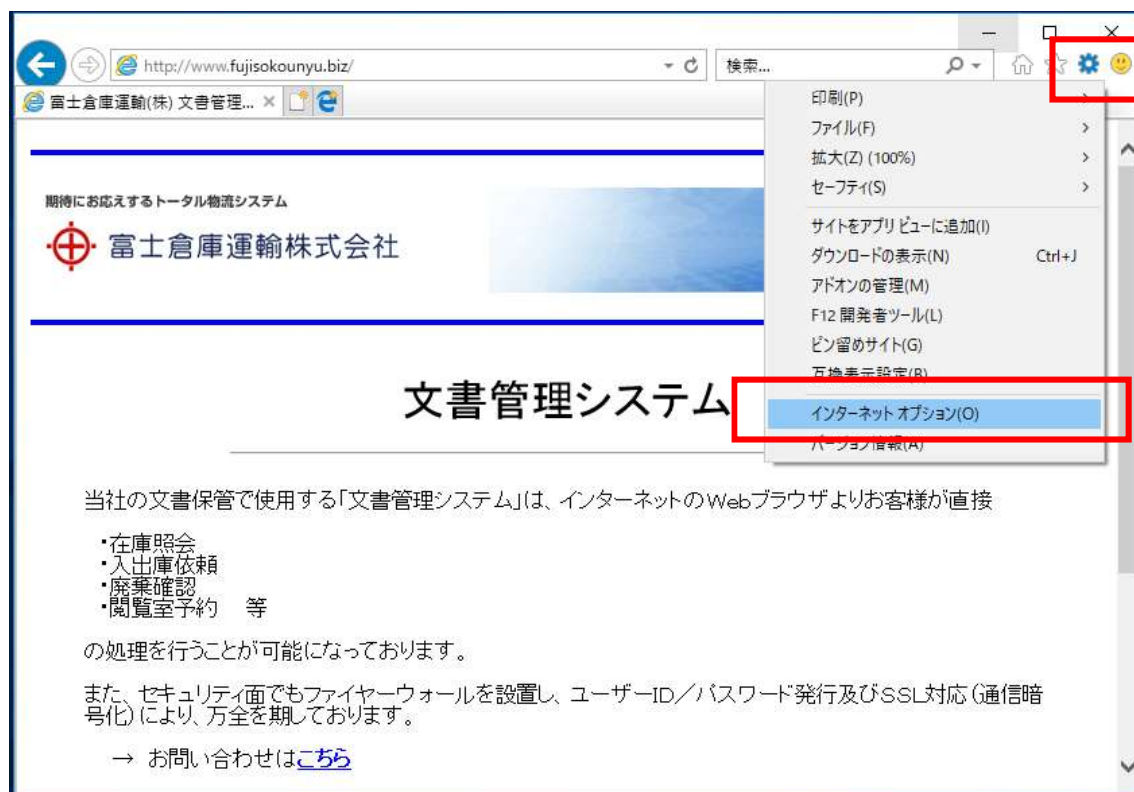 http://www.fujisokounyu.biz/
検索...
富士倉庫運輸(株) 文書管理...
印刷(P)
ファイル(F)
拡大(Z) (100%)
セーフティ(S)
サイトをアプリ ビューに追加(I)
ダウンロードの表示(N) Ctrl+J
アドオンの管理(M)
F12 開発者ツール(L)
ピン留めサイト(G)
互換表示設定(B)
インターネット オプション(O)
バージョン情報(A)
期待にお応えするトータル物流システム
富士倉庫運輸株式会社
文書管理システム
当社の文書保管で使用する「文書管理システム」は、インターネットのWebブラウザよりお客様が直接
・在庫照会
・入出庫依頼
・廃棄確認
・閲覧室予約 等
の処理を行うことが可能になっております。
また、セキュリティ面でもファイヤーウォールを設置し、ユーザーID／パスワード発行及びSSL対応(通信暗
号化)により、万全を期しております。
→ お問い合わせはこちら